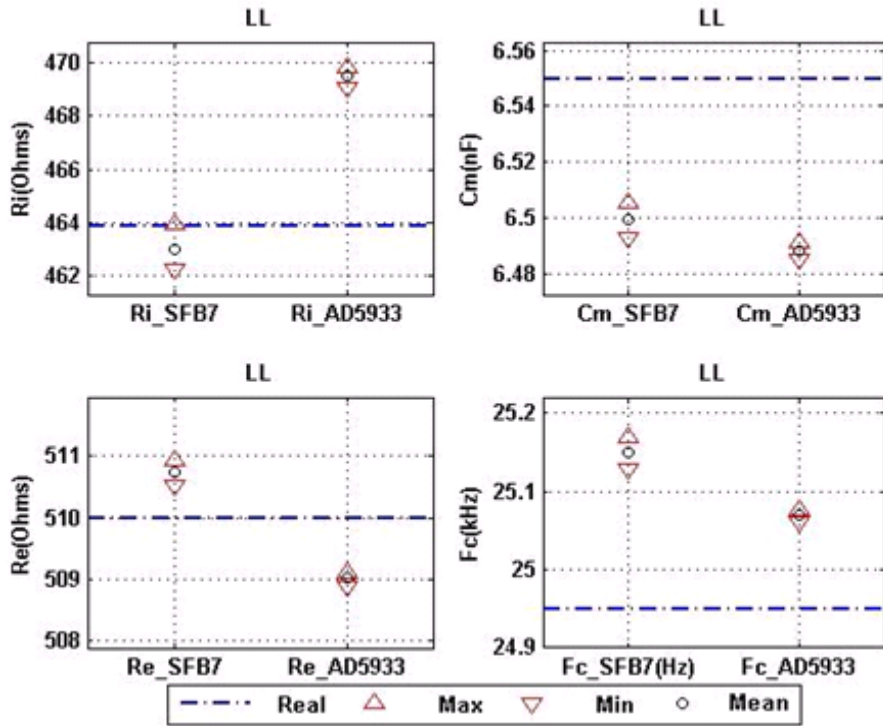 LL
Ri(Ohms)
470
468
466
464
462
Ri_SFB7 Ri_AD5933
LL
Cm(nF)
6.56
6.54
6.52
6.5
6.48
Cm_SFB7 Cm_AD5933
LL
Re(Ohms)
511
510
509
508
Re_SFB7 Re_AD5933
LL
Fc(kHz)
25.2
25.1
25
24.9
Fc_SFB7(Hz) Fc_AD5933
Real Max Min Mean